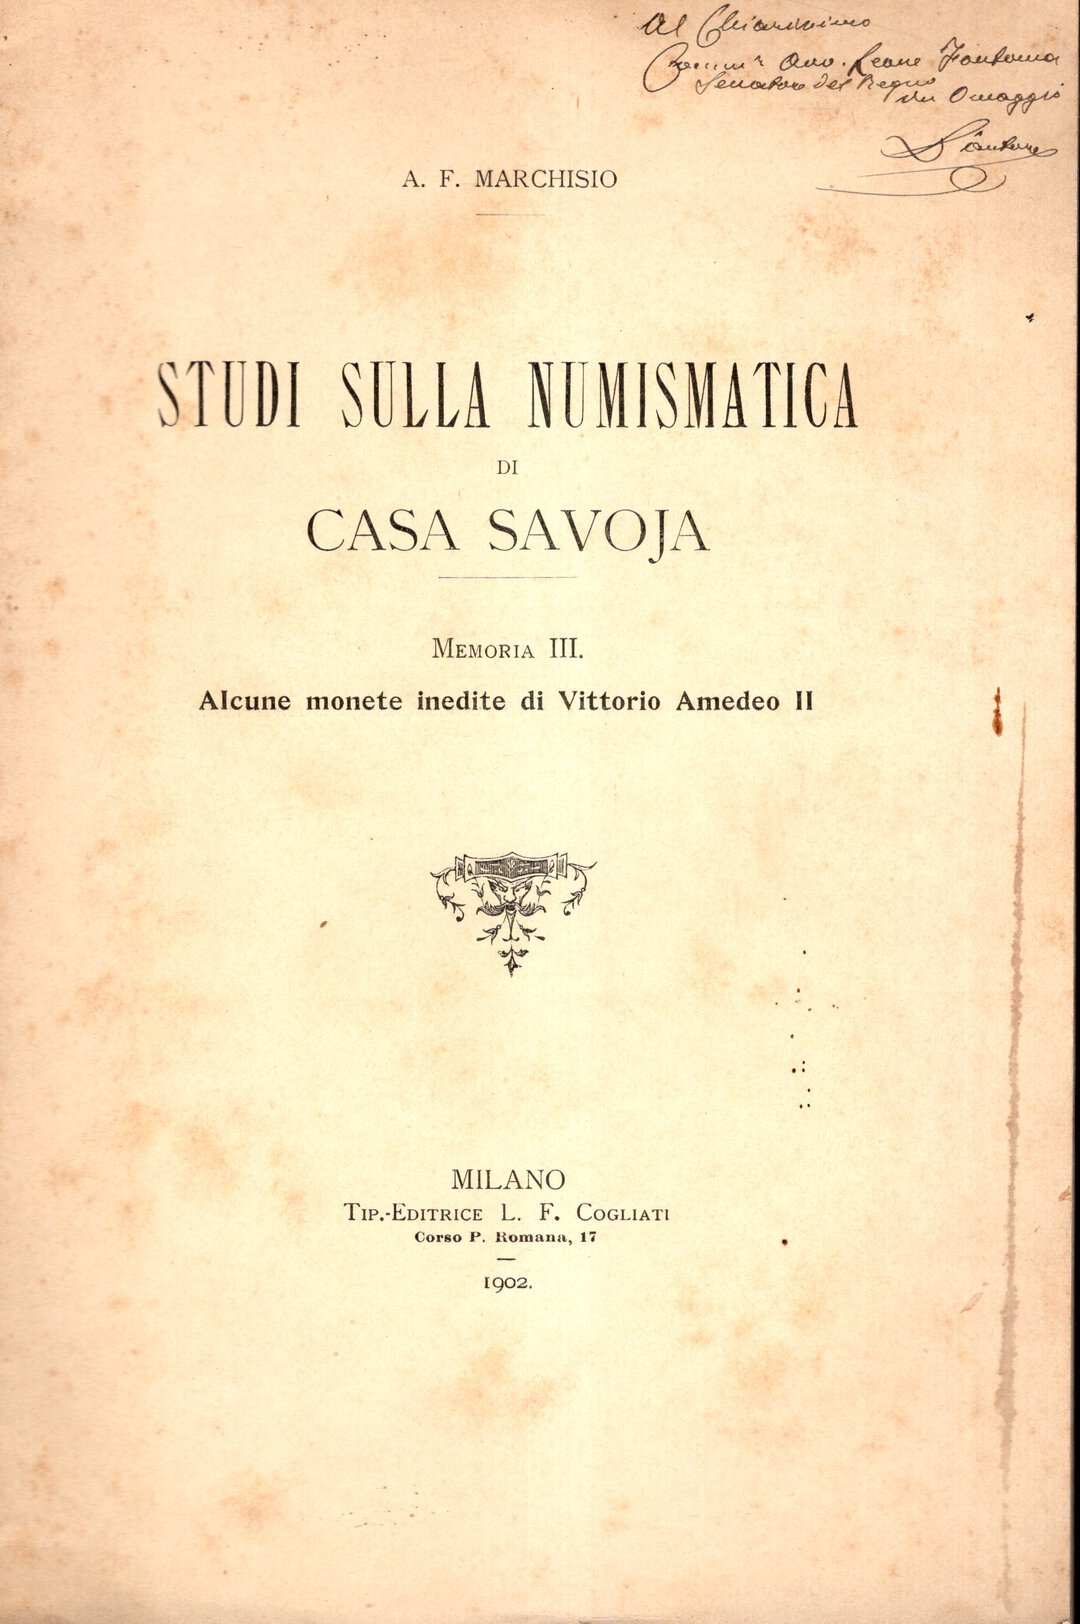 Al Chiarissimo
Comm.r Avv. Leone Fontana
Senatore del Regno
in Omaggio
L'autore
A. F. MARCHISIO
STUDI SULLA NUMISMATICA
DI
CASA SAVOJA
MEMORIA III.
Alcune monete inedite di Vittorio Amedeo II
MILANO
TIP.-EDITRICE L. F. COGLIATI
Corso P. Romana, 17
1902.